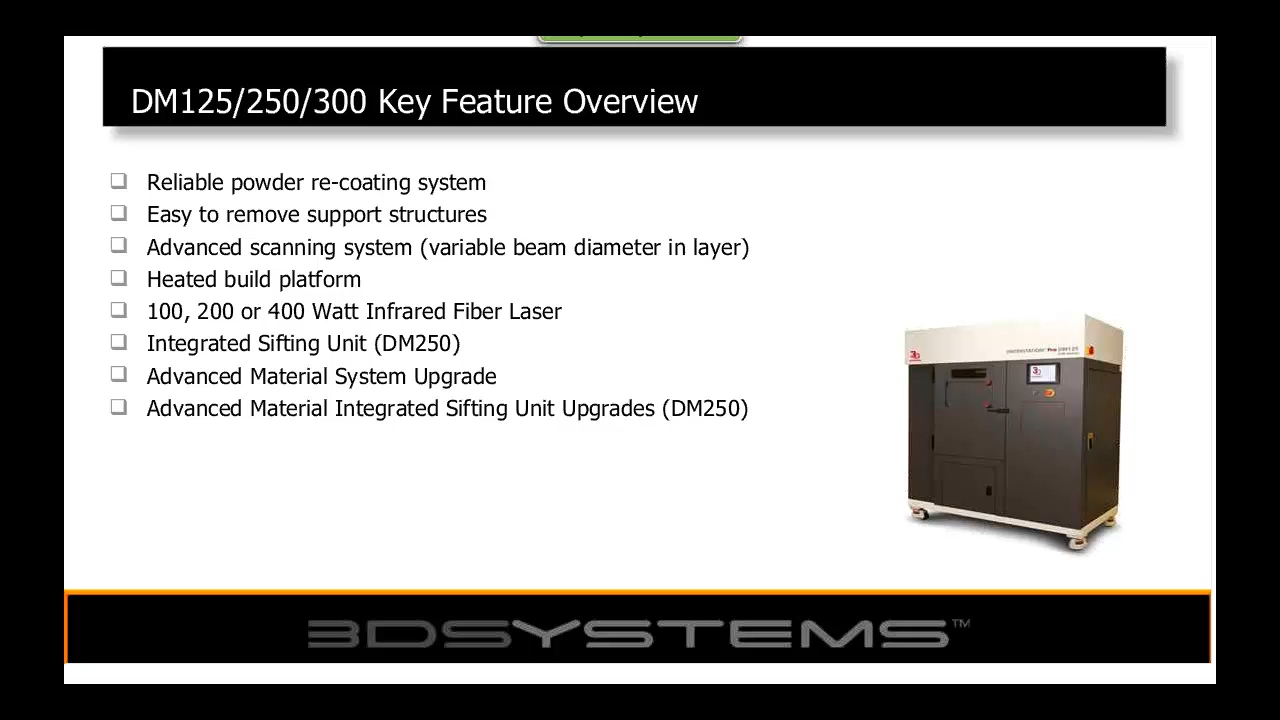 DM125/250/300 Key Feature Overview
Reliable powder re-coating system
Easy to remove support structures
Advanced scanning system (variable beam diameter in layer)
Heated build platform
100, 200 or 400 Watt Infrared Fiber Laser
Integrated Sifting Unit (DM250)
Advanced Material System Upgrade
Advanced Material Integrated Sifting Unit Upgrades (DM250)
3DSYSTEMS™